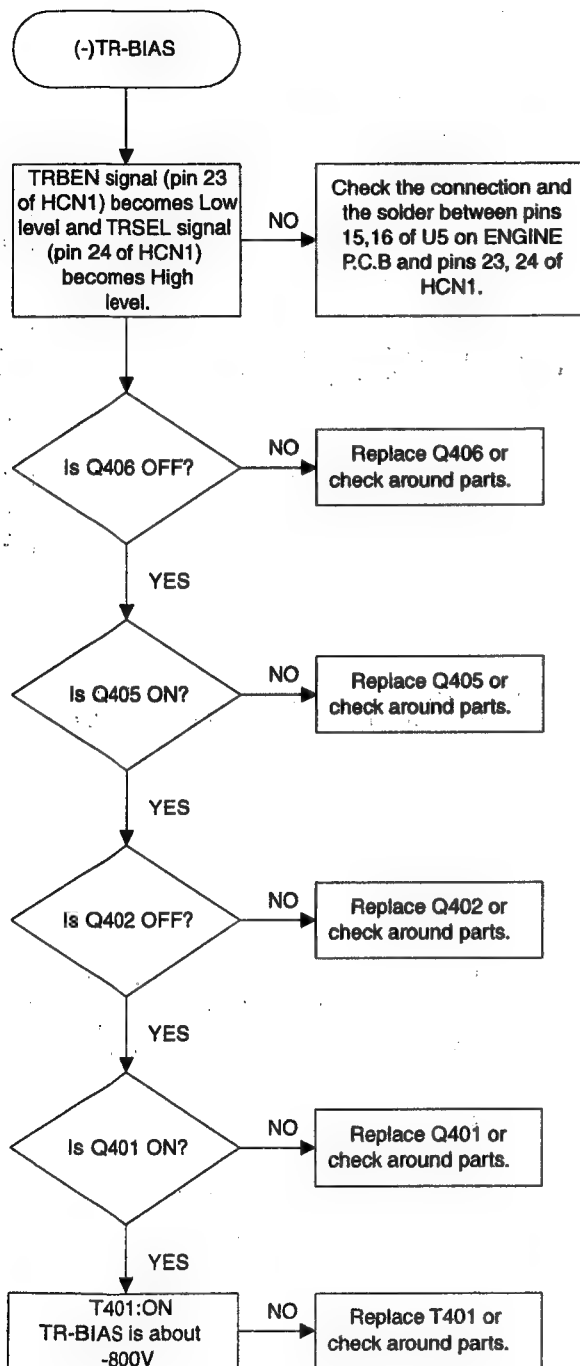 (-)TR-BIAS
TRBEN signal (pin 23
of HCN1) becomes Low
level and TRSEL signal
(pin 24 of HCN1)
becomes High
level.
NO
Check the connection and
the solder between pins
15,16 of U5 on ENGINE
P.C.B and pins 23, 24 of
HCN1.
Is Q406 OFF?
NO
Replace Q406 or
check around parts.
YES
Is Q405 ON?
NO
Replace Q405 or
check around parts.
YES
Is Q402 OFF?
NO
Replace Q402 or
check around parts.
YES
Is Q401 ON?
NO
Replace Q401 or
check around parts.
YES
T401:ON
TR-BIAS is about
-800V
NO
Replace T401 or
check around parts.